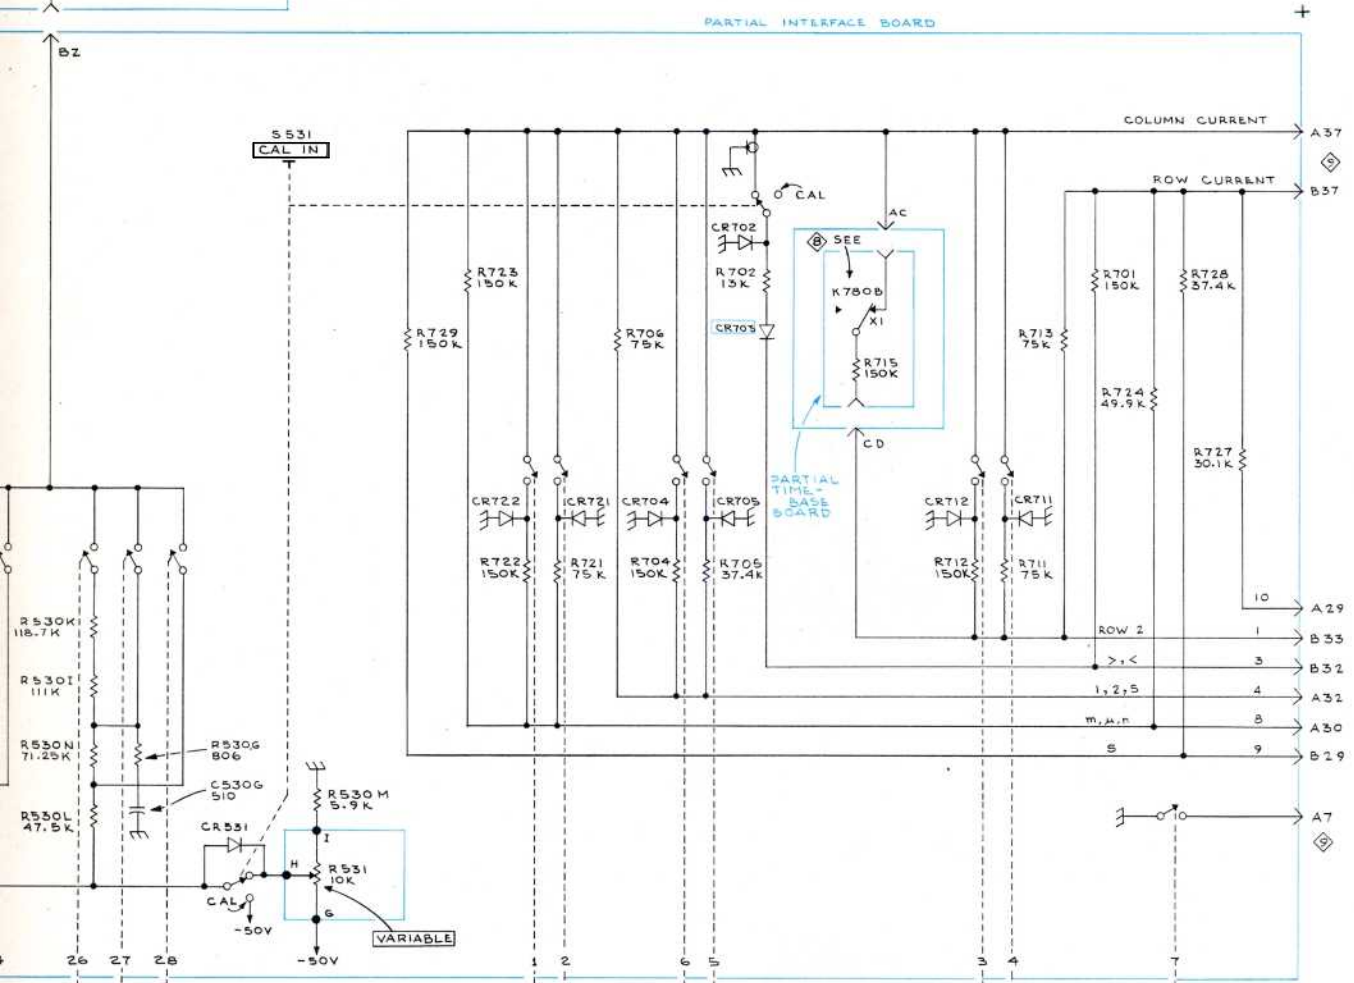 PARTIAL INTERFACE BOARD
BZ
S531
CAL IN
COLUMN CURRENT
A37
9
ROW CURRENT
B37
CAL
AC
CR702
8 SEE
R723
150K
R702
13K
R701
150K
R728
37.4K
K780B
X1
R729
150K
R706
75K
CR703
R713
75K
R715
150K
R724
49.9K
CD
R727
30.1K
PARTIAL
TIME-
BASE
BOARD
CR722
CR721
CR704
CR705
CR712
CR711
R722
150K
R721
75K
R704
150K
R705
37.4K
R712
150K
R711
75K
10
A29
R530K
118.7K
ROW 2
1
B33
>,<
3
B32
R530I
111K
1,2,5
4
A32
m,µ,n
8
A30
R530N
71.25K
R530G
806
S
9
B29
C530G
510
R530M
5.9K
R530L
47.5K
A7
CR531
I
9
H
R531
10K
CAL
G
-50V
VARIABLE
26
27
28
-50V
1
2
6
5
3
4
7